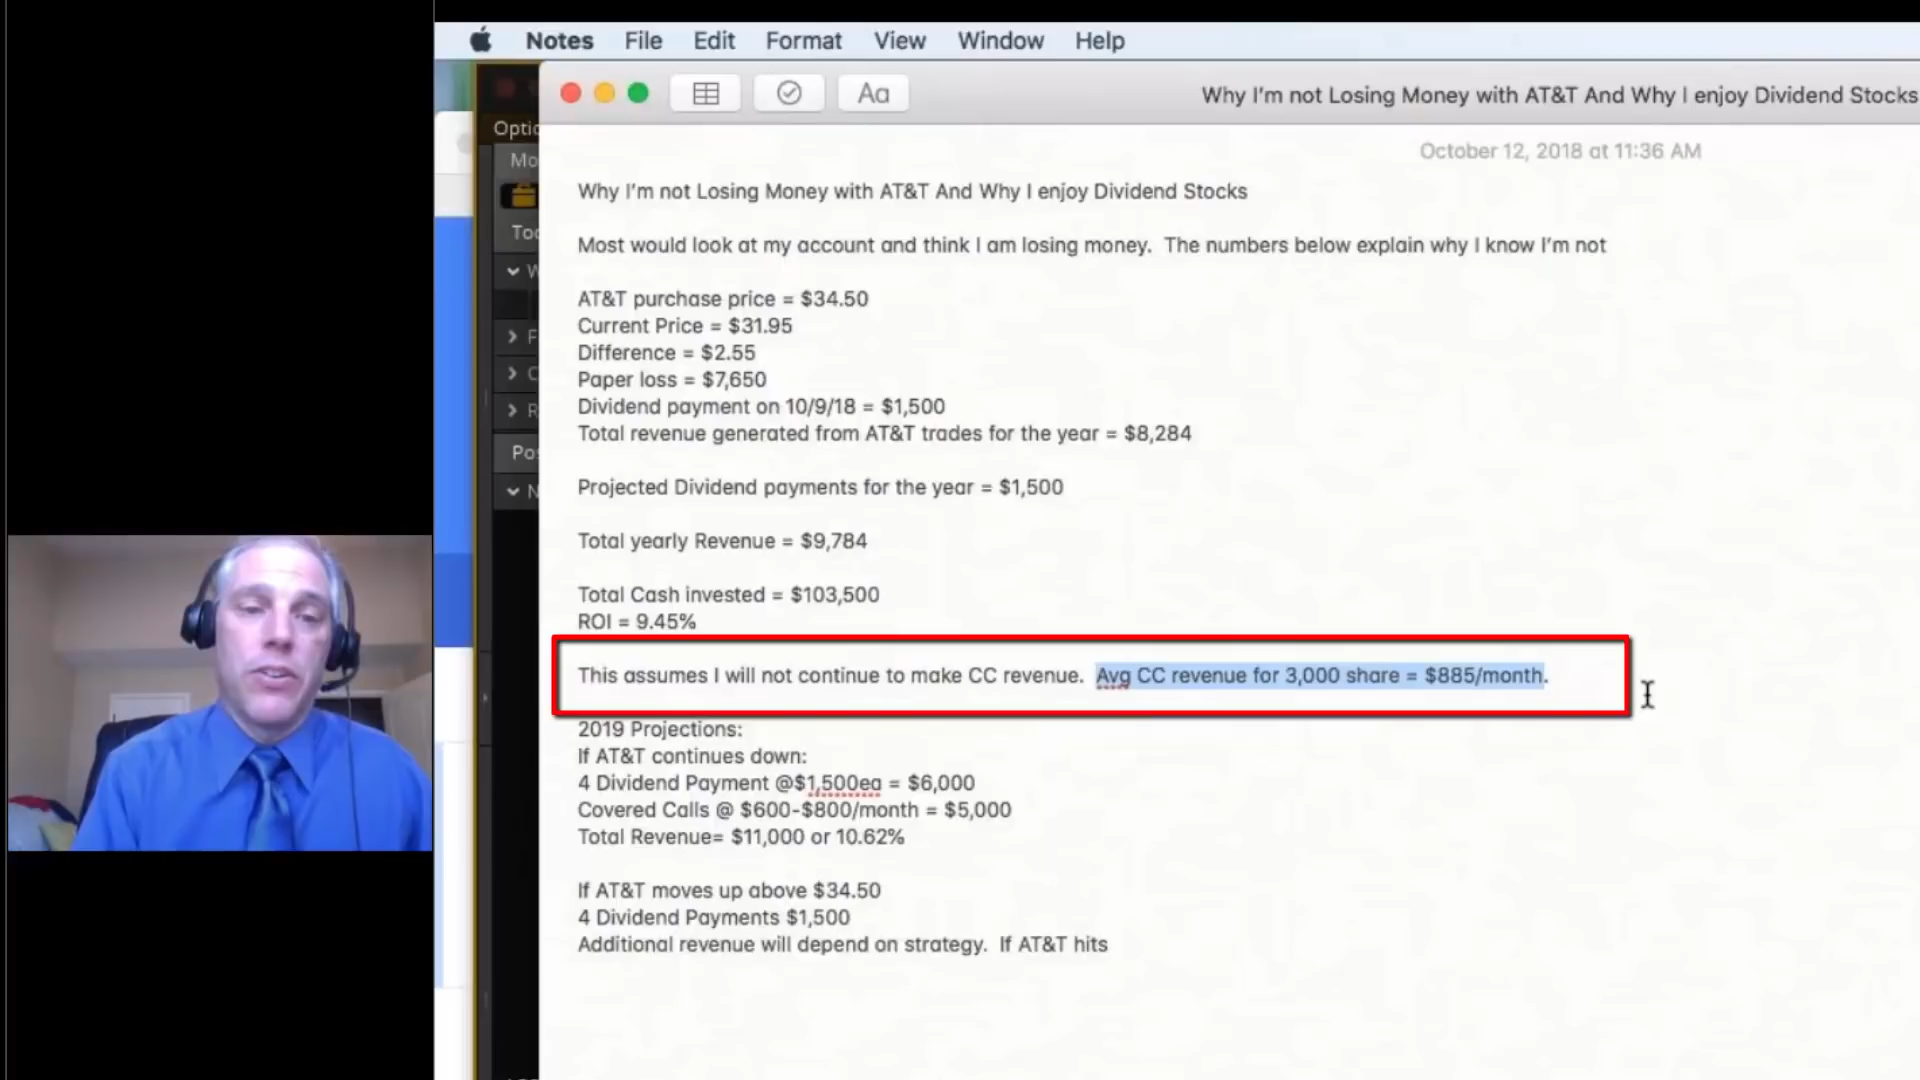 Notes File Edit Format View Window Help
Aa
Why I'm not Losing Money with AT&T And Why I enjoy Dividend Stocks
October 12, 2018 at 11:36 AM
Why I'm not Losing Money with AT&T And Why I enjoy Dividend Stocks
Most would look at my account and think I am losing money. The numbers below explain why I know I'm not
AT&T purchase price = $34.50
Current Price = $31.95
Difference = $2.55
Paper loss = $7,650
Dividend payment on 10/9/18 = $1,500
Total revenue generated from AT&T trades for the year = $8,284
Projected Dividend payments for the year = $1,500
Total yearly Revenue = $9,784
Total Cash invested = $103,500
ROI = 9.45%
This assumes I will not continue to make CC revenue. Avg CC revenue for 3,000 share = $885/month.
2019 Projections:
If AT&T continues down:
4 Dividend Payment @$1,500ea = $6,000
Covered Calls @ $600-$800/month = $5,000
Total Revenue= $11,000 or 10.62%
If AT&T moves up above $34.50
4 Dividend Payments $1,500
Additional revenue will depend on strategy. If AT&T hits